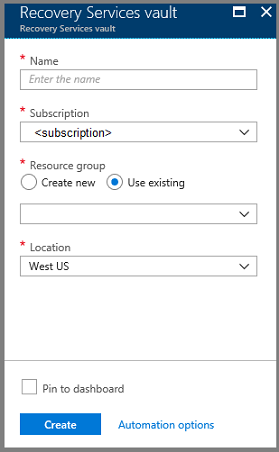 Recovery Services vault
Recovery Services vault
* Name
Enter the name
* Subscription
<subscription>
* Resource group
Create new Use existing
* Location
West US
Pin to dashboard
Create Automation options